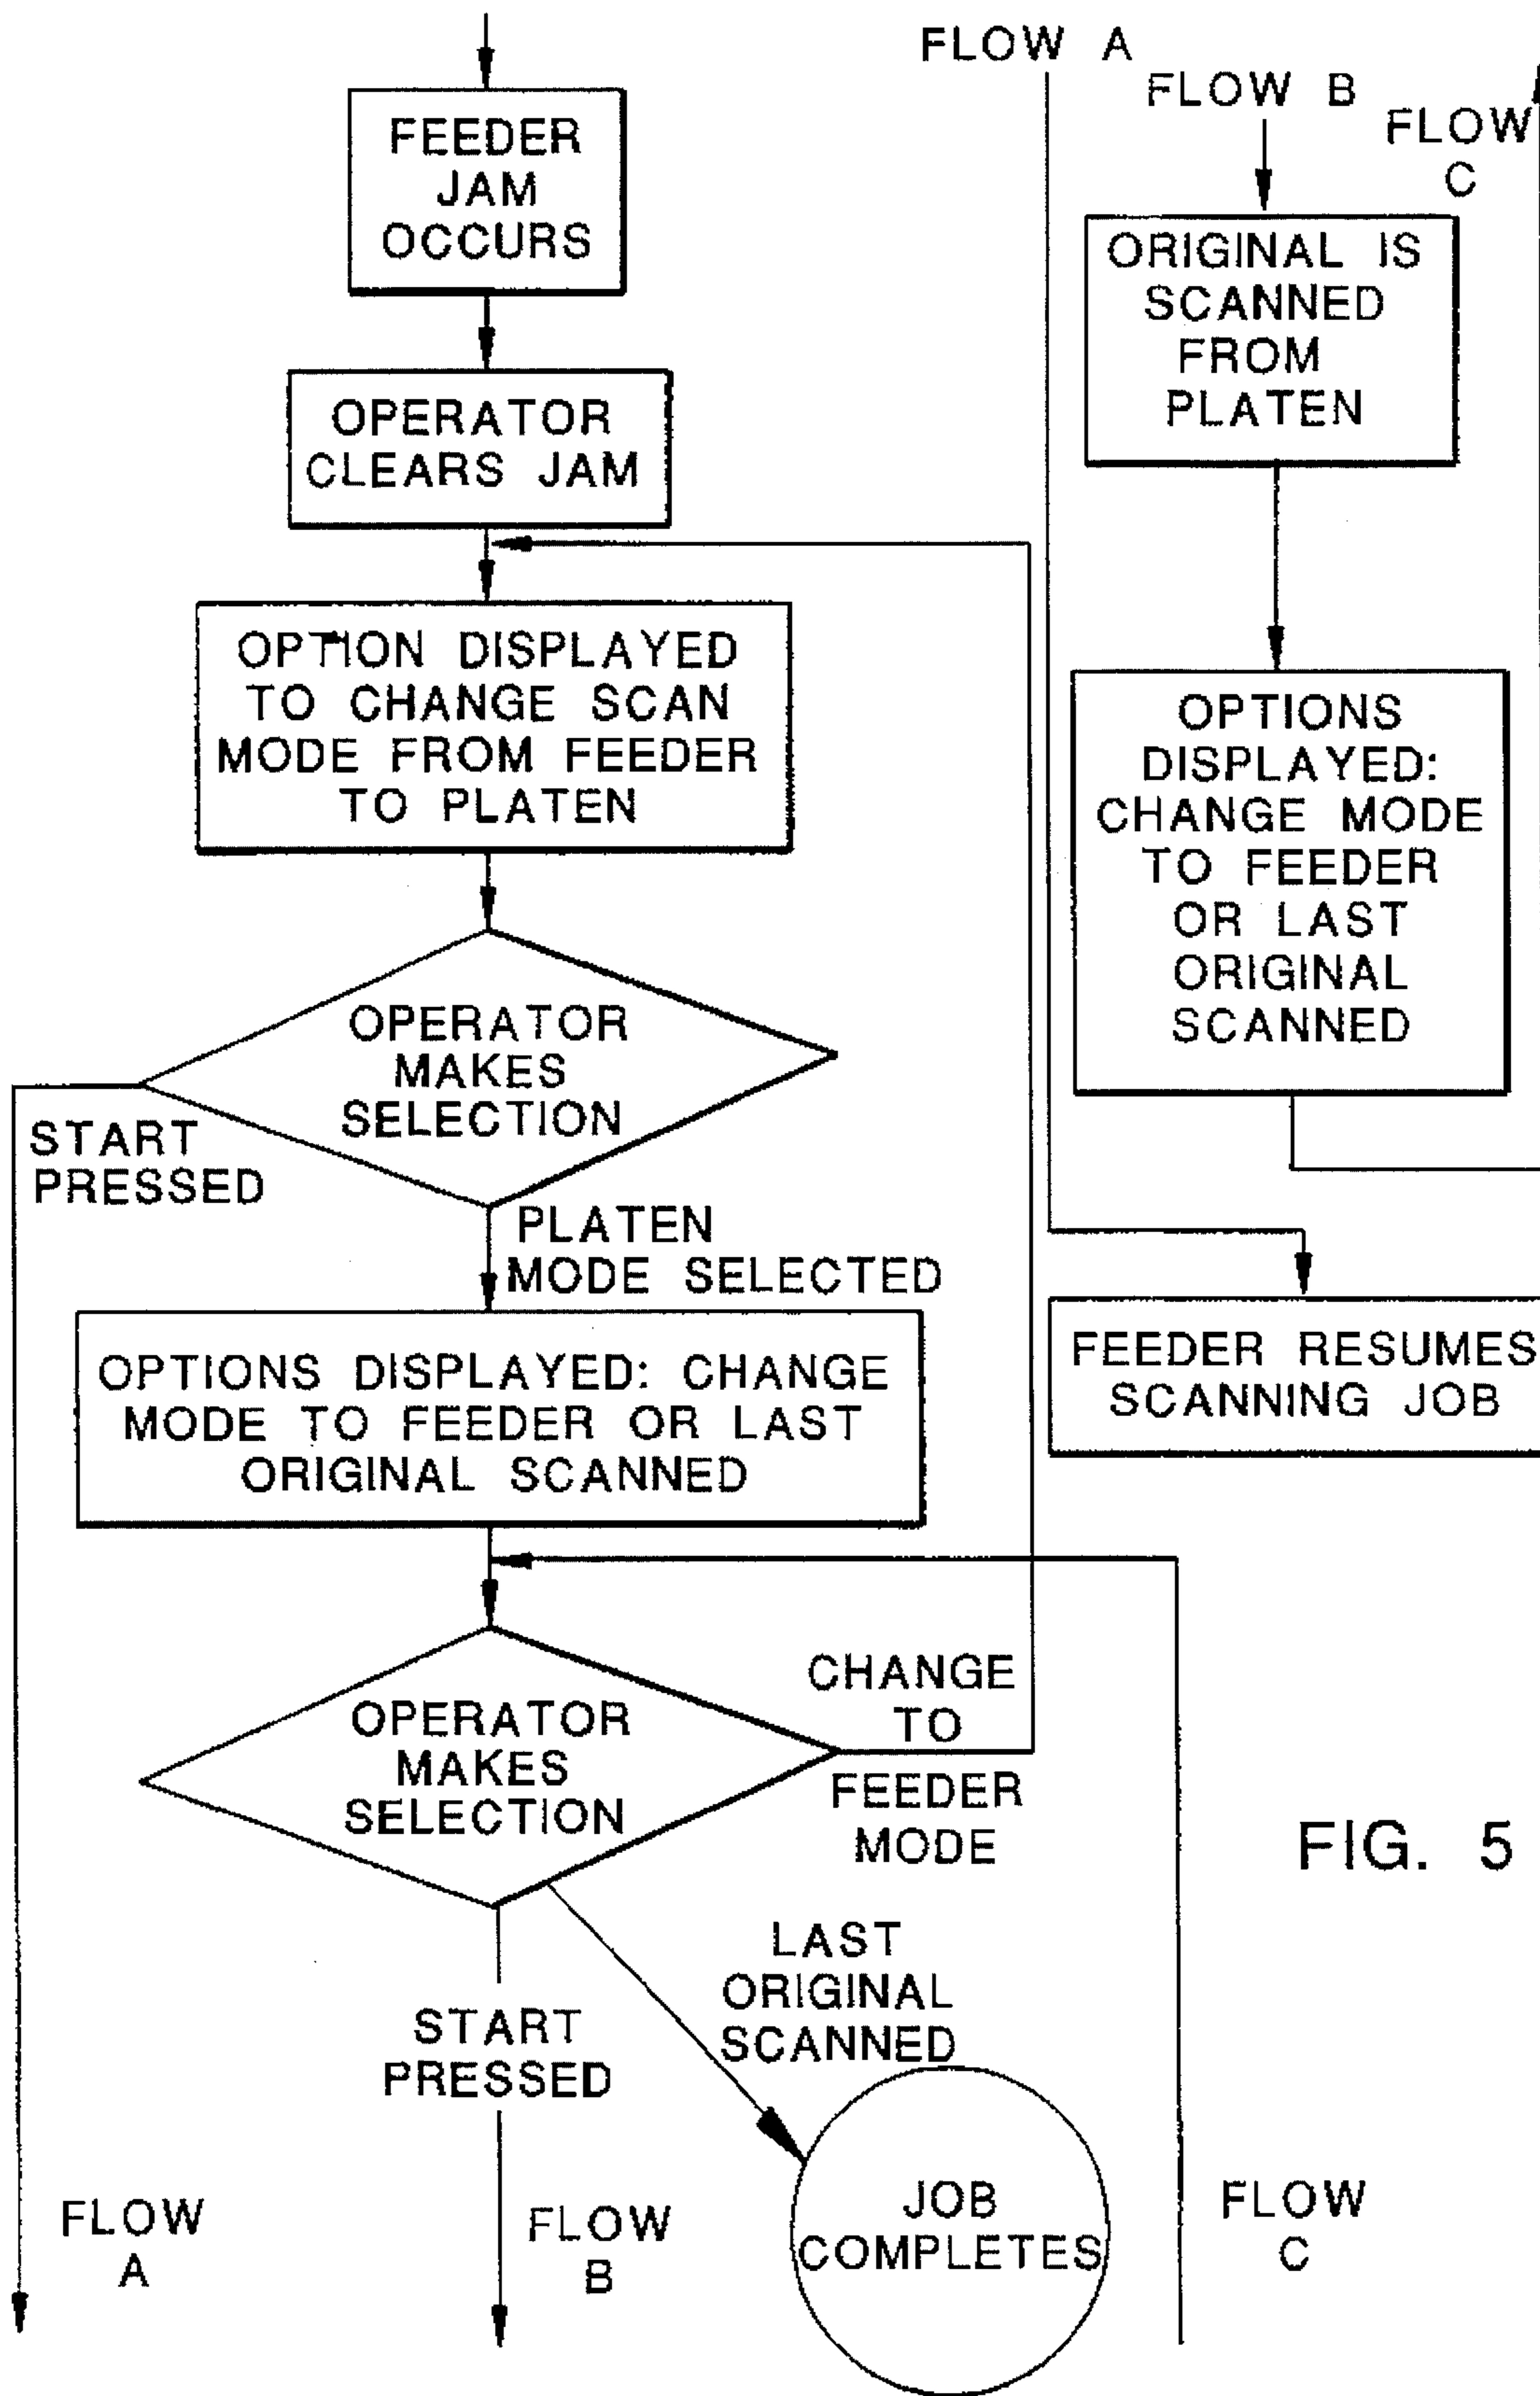 FEEDER
JAM
OCCURS
OPERATOR
CLEARS JAM
OPTION DISPLAYED
TO CHANGE SCAN
MODE FROM FEEDER
TO PLATEN
OPERATOR
MAKES
SELECTION
START
PRESSED
PLATEN
MODE SELECTED
OPTIONS DISPLAYED: CHANGE
MODE TO FEEDER OR LAST
ORIGINAL SCANNED
OPERATOR
MAKES
SELECTION
CHANGE
TO
FEEDER
MODE
LAST
ORIGINAL
SCANNED
START
PRESSED
JOB
COMPLETES
FLOW
A
FLOW
B
FLOW
C
FLOW A
FLOW B
FLOW
C
ORIGINAL IS
SCANNED
FROM
PLATEN
OPTIONS
DISPLAYED:
CHANGE MODE
TO FEEDER
OR LAST
ORIGINAL
SCANNED
FEEDER RESUMES
SCANNING JOB
FIG. 5